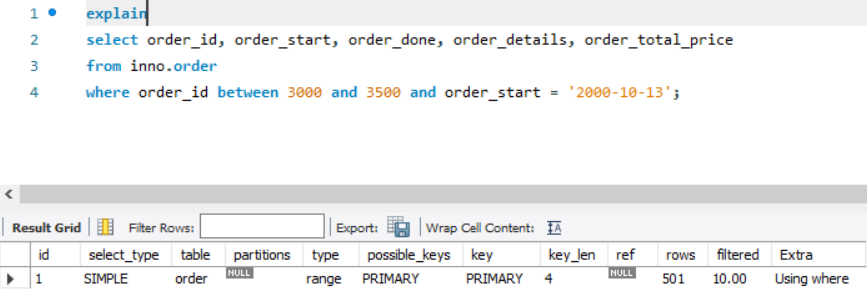 1 explain
2 select order_id, order_start, order_done, order_details, order_total_price
3 from inno.order
4 where order_id between 3000 and 3500 and order_start = '2000-10-13';
Result Grid Filter Rows: Export: Wrap Cell Content: IA
id select_type table partitions type possible_keys key key_len ref rows filtered Extra
1 SIMPLE order NULL range PRIMARY PRIMARY 4 NULL 501 10.00 Using where